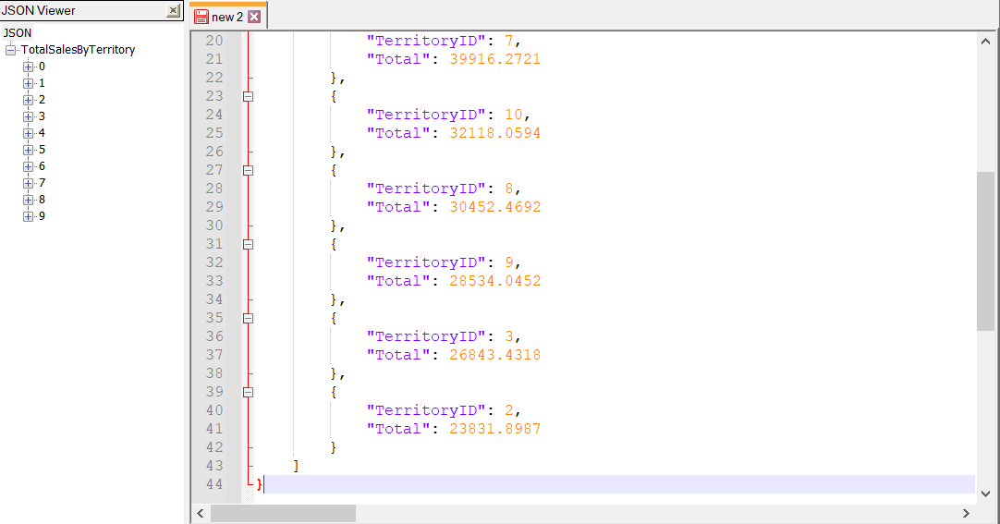 JSON Viewer
new 2
JSON
TotalSalesByTerritory
0
1
2
3
4
5
6
7
8
9
20 "TerritoryID": 7,
21 "Total": 39916.2721
22 },
23 {
24 "TerritoryID": 10,
25 "Total": 32118.0594
26 },
27 {
28 "TerritoryID": 8,
29 "Total": 30452.4692
30 },
31 {
32 "TerritoryID": 9,
33 "Total": 28534.0452
34 },
35 {
36 "TerritoryID": 3,
37 "Total": 26843.4318
38 },
39 {
40 "TerritoryID": 2,
41 "Total": 23831.8987
42 }
43 ]
44 }